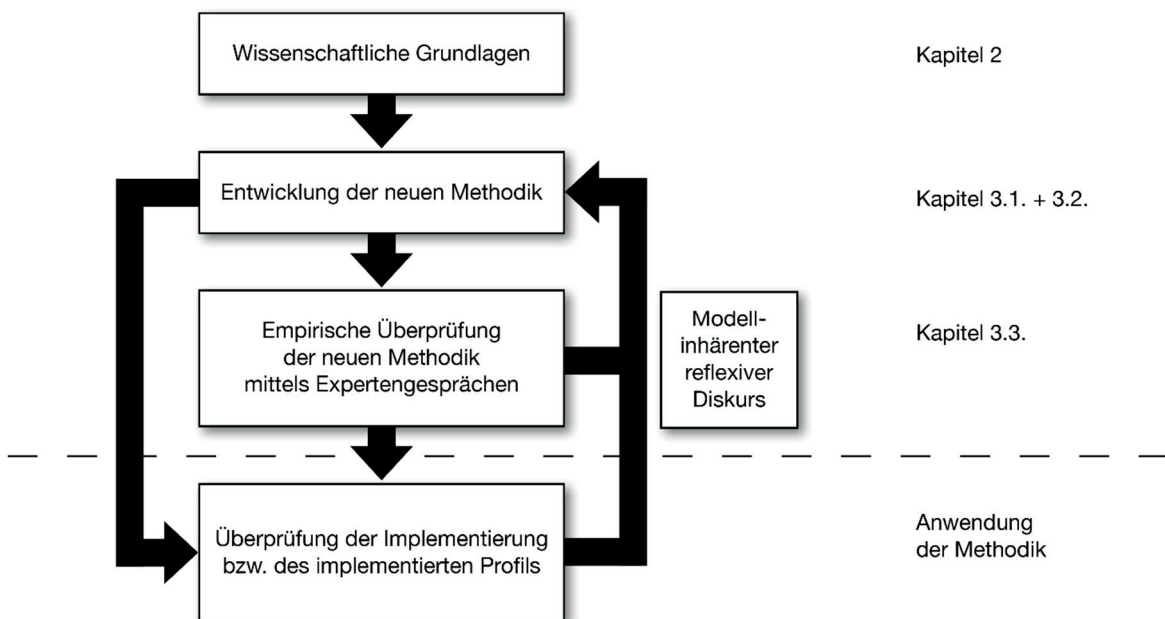 Wissenschaftliche Grundlagen
Kapitel 2
Entwicklung der neuen Methodik
Kapitel 3.1. + 3.2.
Empirische Überprüfung
der neuen Methodik
mittels Expertengesprächen
Modell-
inhärenter
reflexiver
Diskurs
Kapitel 3.3.
Überprüfung der Implementierung
bzw. des implementierten Profils
Anwendung
der Methodik